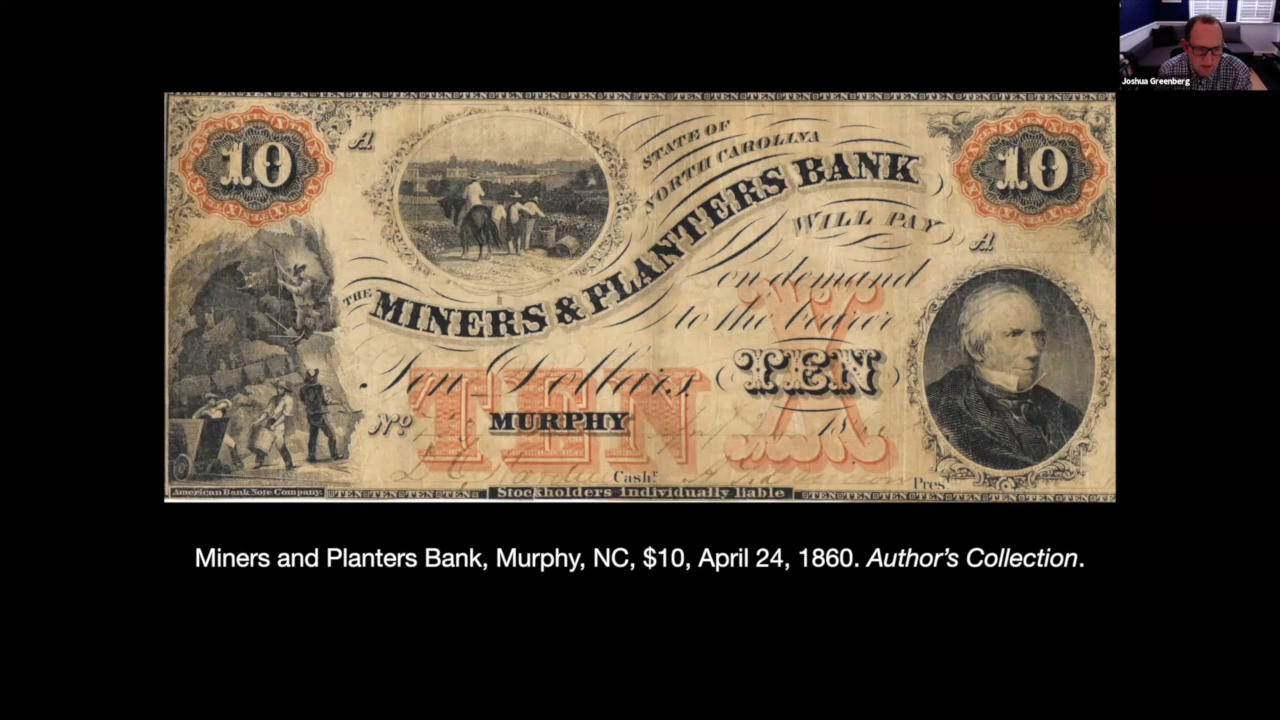 Joshua Greenberg
10
A
STATE OF
NORTH CAROLINA
10
THE MINERS & PLANTERS BANK
WILL PAY
A
on demand
to the bearer
Ten Dollars
TEN
X
TEN
Nº
MURPHY
18
Cashr
Pres
American Bank Note Company.
Stockholders individually liable
Miners and Planters Bank, Murphy, NC, $10, April 24, 1860. Author's Collection.